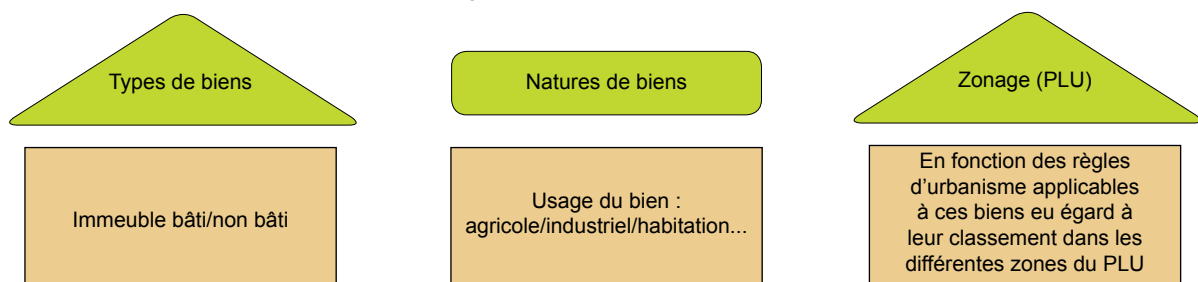 Types de biens
Immeuble bâti/non bâti
Natures de biens
Usage du bien :
agricole/industriel/habitation...
Zonage (PLU)
En fonction des règles
d'urbanisme applicables
à ces biens eu égard à
leur classement dans les
différentes zones du PLU